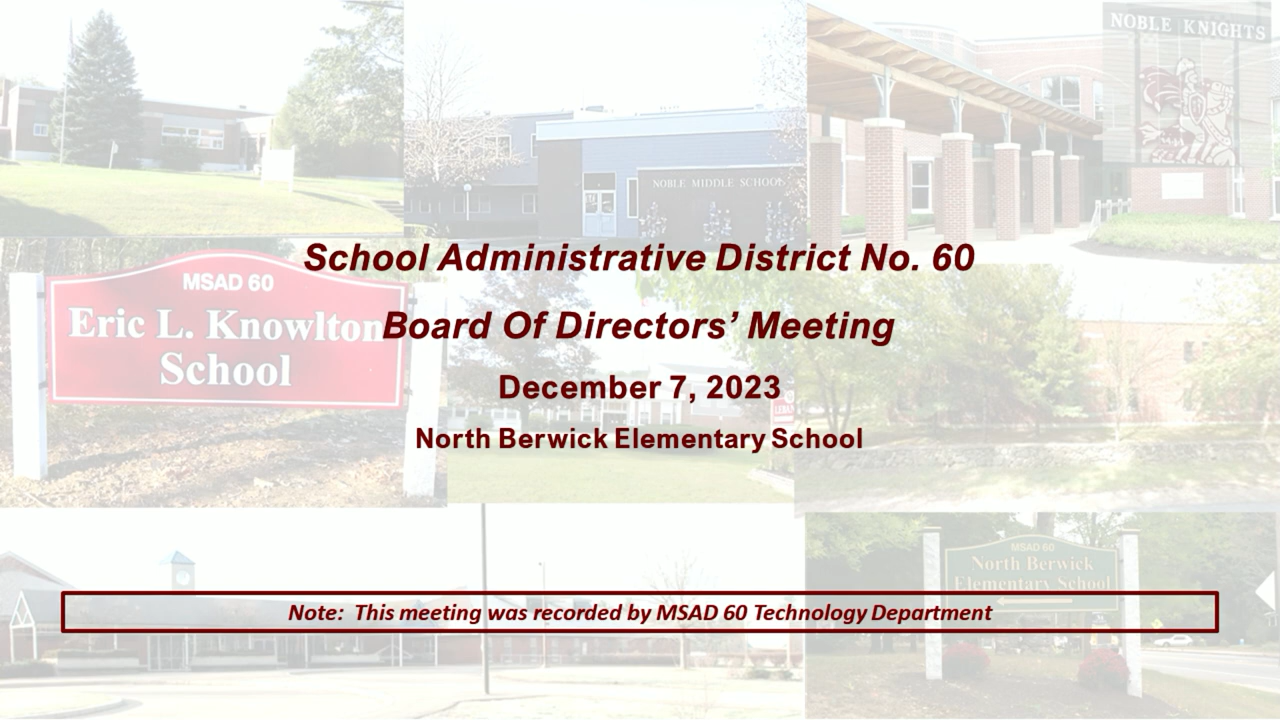 NOBLE KNIGHTS
NOBLE MIDDLE SCHOOL
School Administrative District No. 60
MSAD 60
Eric L. Knowlton
School
Board Of Directors’ Meeting
December 7, 2023
North Berwick Elementary School
MSAD 60
North Berwick
Elementary School
Note:  This meeting was recorded by MSAD 60 Technology Department